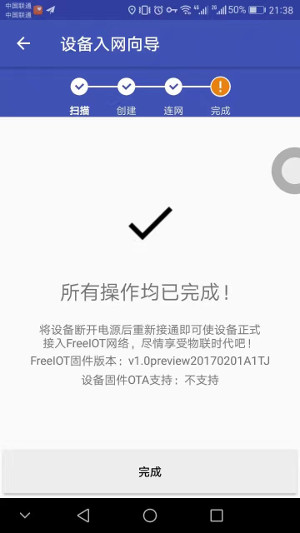 中国联通
中国联通
4G
3G
50%
21:38
设备入网向导
扫描
创建
连网
完成
所有操作均已完成！
将设备断开电源后重新接通即可使设备正式
接入FreeIOT网络，尽情享受物联时代吧！
FreeIOT固件版本：v1.0preview20170201A1TJ
设备固件OTA支持：不支持
完成